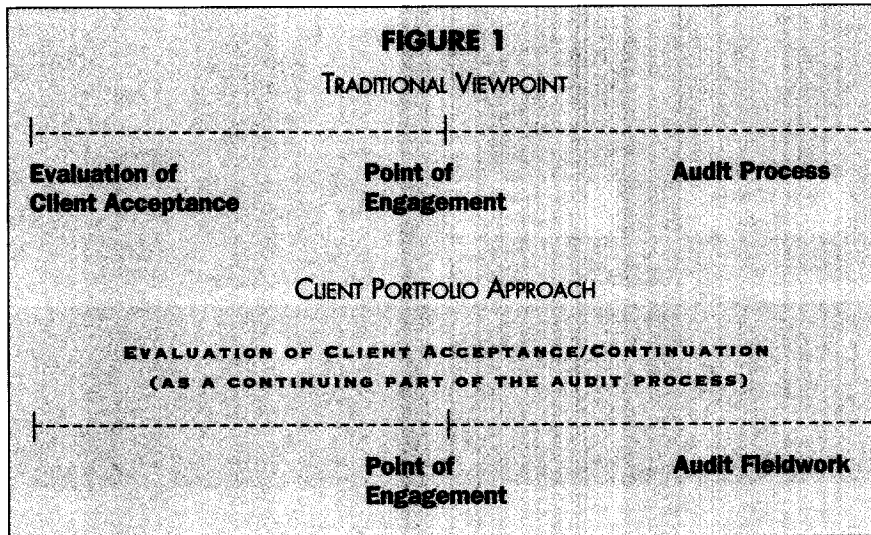 FIGURE 1
TRADITIONAL VIEWPOINT
Evaluation of Client Acceptance
Point of Engagement
Audit Process
CLIENT PORTFOLIO APPROACH
EVALUATION OF CLIENT ACCEPTANCE/CONTINUATION
(AS A CONTINUING PART OF THE AUDIT PROCESS)
Point of Engagement
Audit Fieldwork